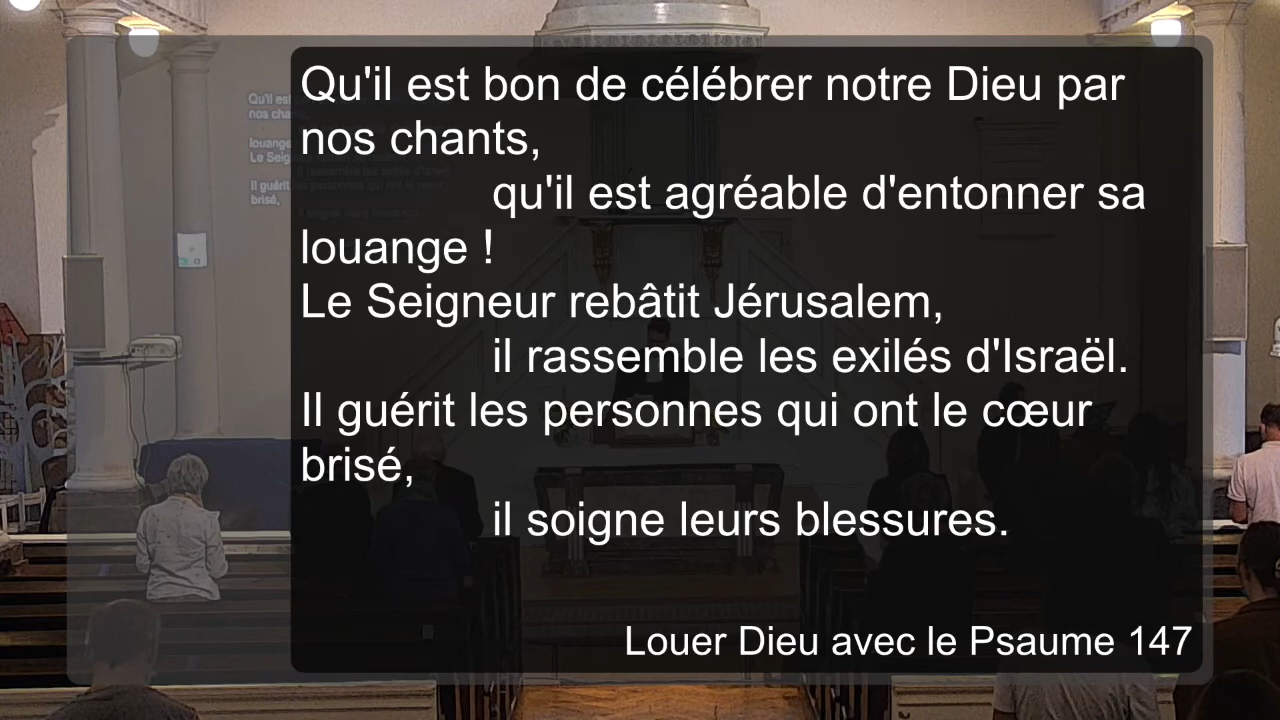 Qu'il est bon de célébrer notre Dieu par
nos chants,
qu'il est agréable d'entonner sa
louange !
Le Seigneur rebâtit Jérusalem,
il rassemble les exilés d'Israël.
Il guérit les personnes qui ont le cœur
brisé,
il soigne leurs blessures.
Louer Dieu avec le Psaume 147